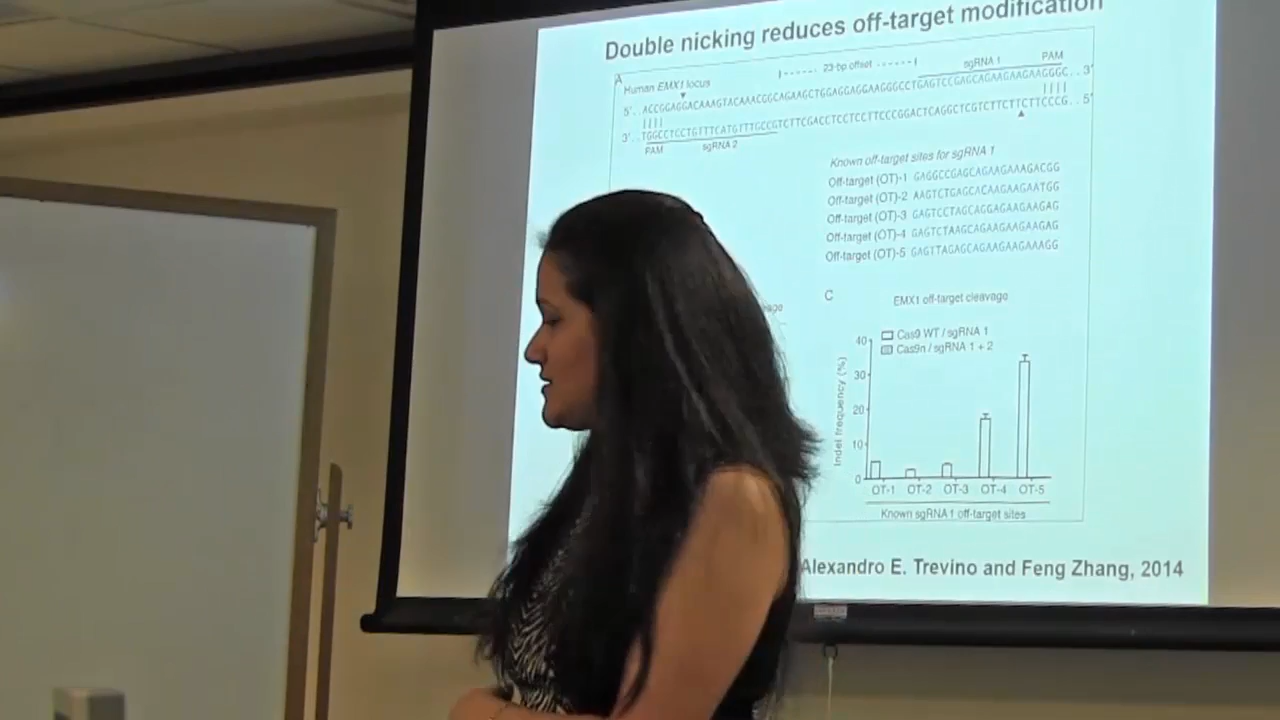 Double nicking reduces off-target modification
A
Human EMX1 locus
23-bp offset
sgRNA 1
PAM
5'..ACCGGAGGACAAAGTACAAACGGCAGAAGCTGGAGGAGGAAGGGCCTGAGTCCGAGCAGAAGAAGAAGGGC..3'
3'..TGGCCTCCTGTTTCATGTTTGCCGTCTTCGACCTCCTCCTTCCCGGACTCAGGCTCGTCTTCTTCTTCCCG..5'
PAM
sgRNA 2
Known off-target sites for sgRNA 1
Off-target (OT)-1 GAGGCCGAGCAGAAGAAAGACGG
Off-target (OT)-2 AAGTCTGAGCACAAGAAGAATGG
Off-target (OT)-3 GAGTCCTAGCAGGAGAAGAAGAG
Off-target (OT)-4 GAGTCTAAGCAGAAGAAGAAGAG
Off-target (OT)-5 GAGTTAGAGCAGAAGAAGAAAGG
C
EMX1 off-target cleavage
Cas9 WT / sgRNA 1
Cas9n / sgRNA 1 + 2
Indel frequency (%)
40
30
20
10
0
OT-1 OT-2 OT-3 OT-4 OT-5
Known sgRNA1 off-target sites
Alexandro E. Trevino and Feng Zhang, 2014